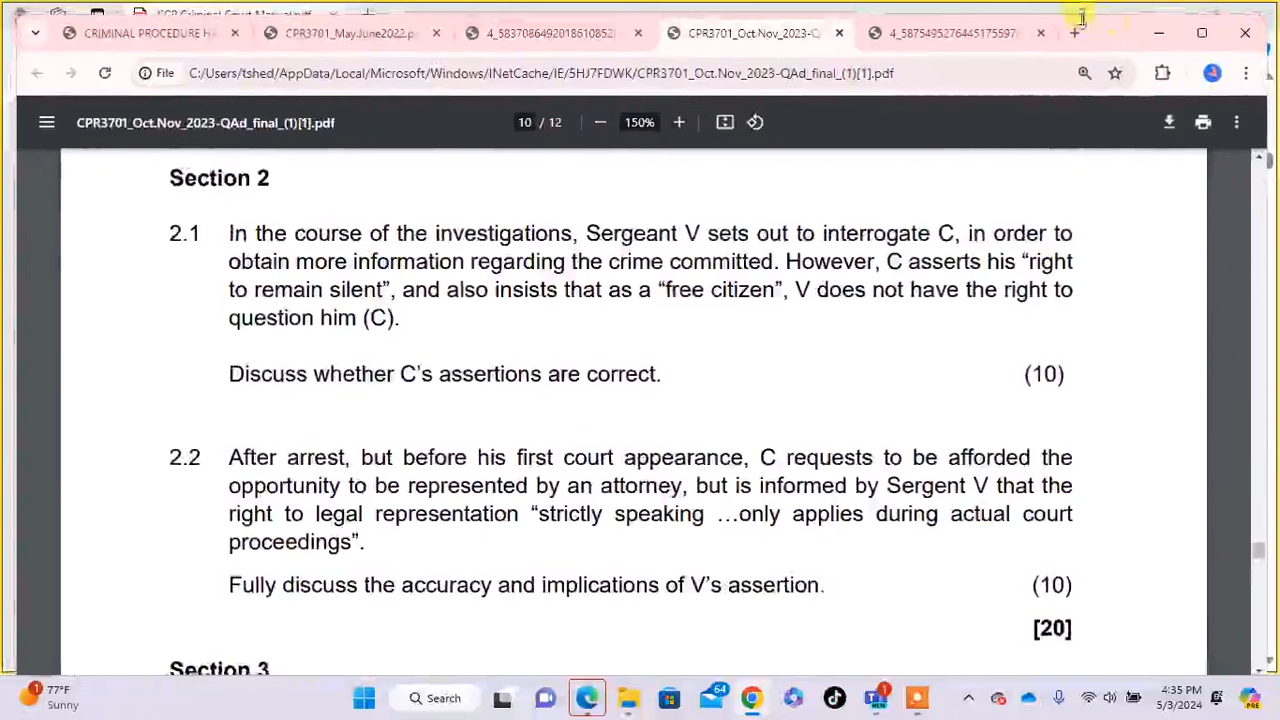 CRIMINAL PROCEDURE H
CPR3701_May.June2022.p
4_5837086492018610852
CPR3701_Oct.Nov_2023-Q
4_5875495276445175597
File
C:/Users/tshed/AppData/Local/Microsoft/Windows/INetCache/IE/5HJ7FDWK/CPR3701_Oct.Nov_2023-QAd_final_(1)[1].pdf
CPR3701_Oct.Nov_2023-QAd_final_(1)[1].pdf
10 / 12
150%
Section 2
2.1 In the course of the investigations, Sergeant V sets out to interrogate C, in order to
obtain more information regarding the crime committed. However, C asserts his “right
to remain silent”, and also insists that as a “free citizen”, V does not have the right to
question him (C).
Discuss whether C’s assertions are correct. (10)
2.2 After arrest, but before his first court appearance, C requests to be afforded the
opportunity to be represented by an attorney, but is informed by Sergent V that the
right to legal representation “strictly speaking …only applies during actual court
proceedings”.
Fully discuss the accuracy and implications of V’s assertion. (10)
[20]
Section 3
1
77°F
Sunny
Search
64
1
NEW
4:35 PM
5/3/2024
PRE